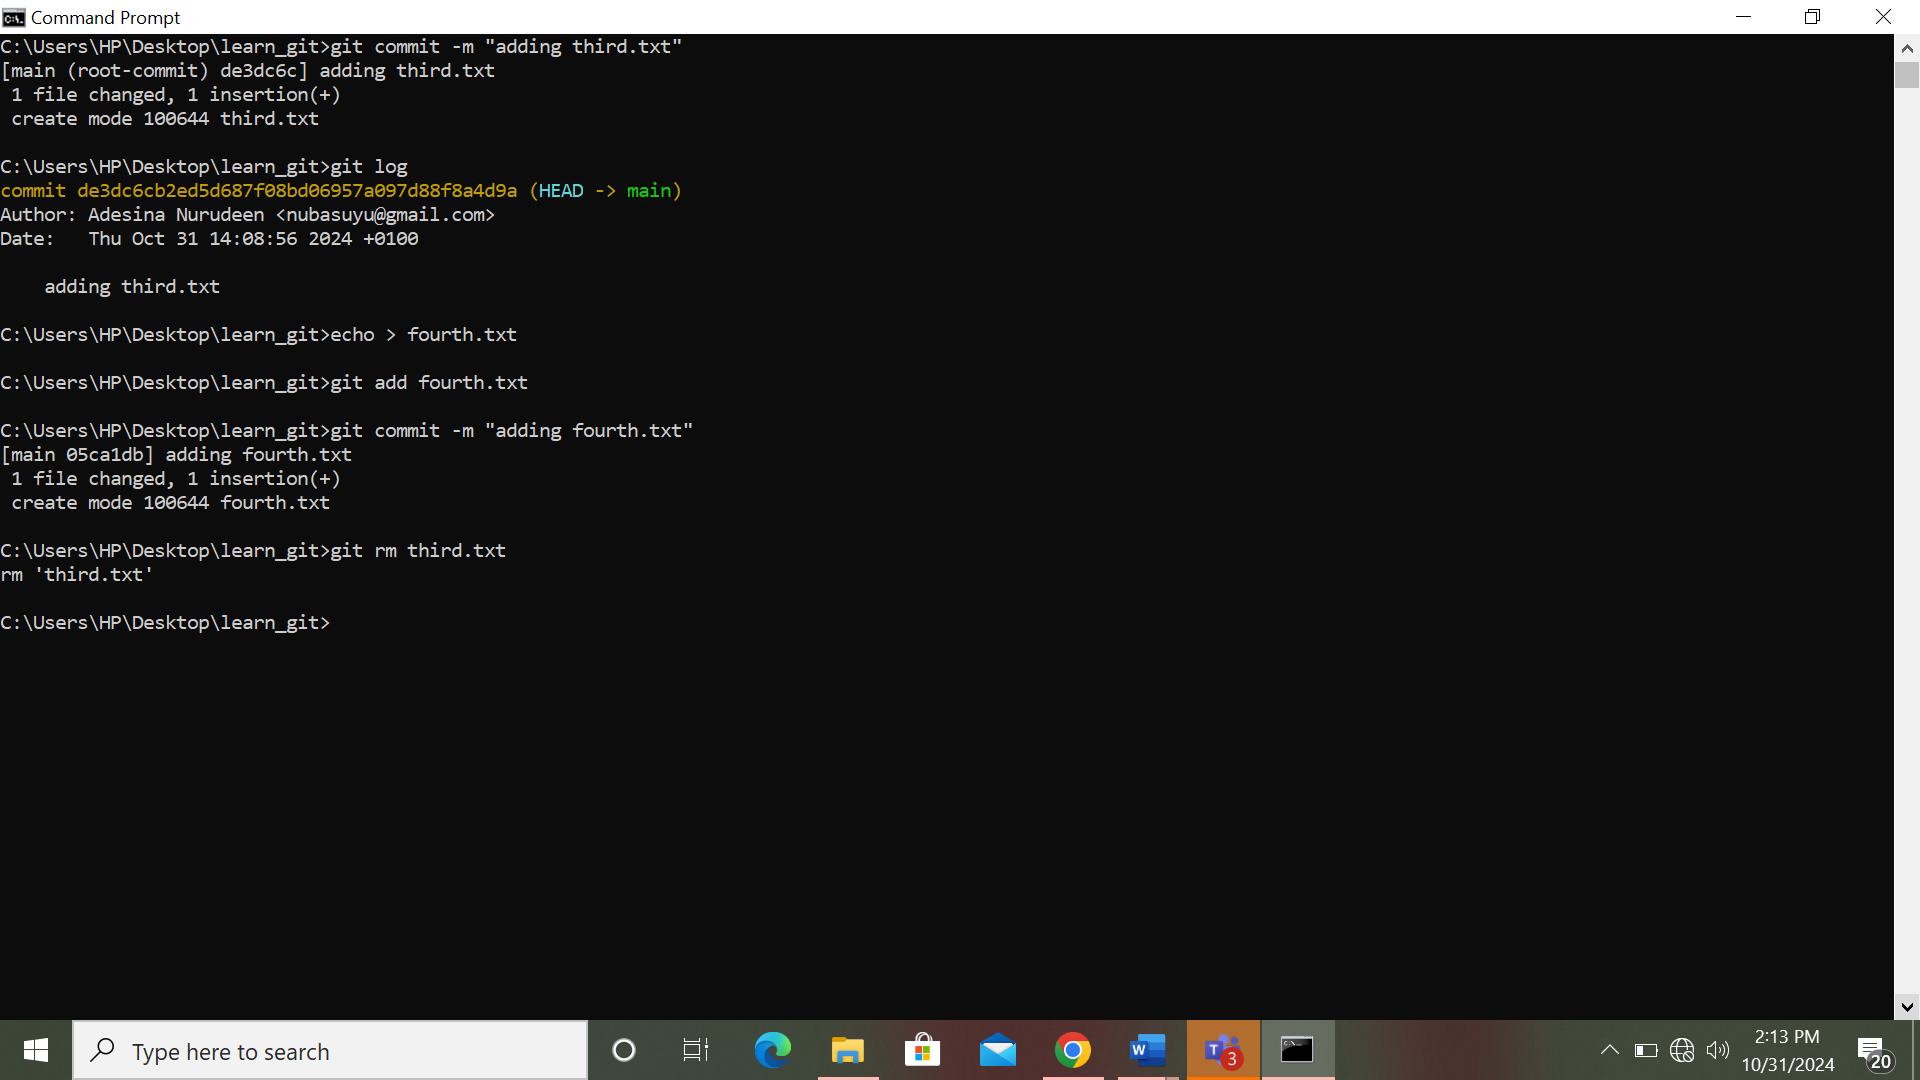 Command Prompt
C:\Users\HP\Desktop\learn_git>git commit -m "adding third.txt"
[main (root-commit) de3dc6c] adding third.txt
 1 file changed, 1 insertion(+)
 create mode 100644 third.txt
C:\Users\HP\Desktop\learn_git>git log
commit de3dc6cb2ed5d687f08bd06957a097d88f8a4d9a (HEAD -> main)
Author: Adesina Nurudeen <nubasuyu@gmail.com>
Date:   Thu Oct 31 14:08:56 2024 +0100
    adding third.txt
C:\Users\HP\Desktop\learn_git>echo > fourth.txt
C:\Users\HP\Desktop\learn_git>git add fourth.txt
C:\Users\HP\Desktop\learn_git>git commit -m "adding fourth.txt"
[main 05ca1db] adding fourth.txt
 1 file changed, 1 insertion(+)
 create mode 100644 fourth.txt
C:\Users\HP\Desktop\learn_git>git rm third.txt
rm 'third.txt'
C:\Users\HP\Desktop\learn_git>
Type here to search
3
2:13 PM
10/31/2024
20